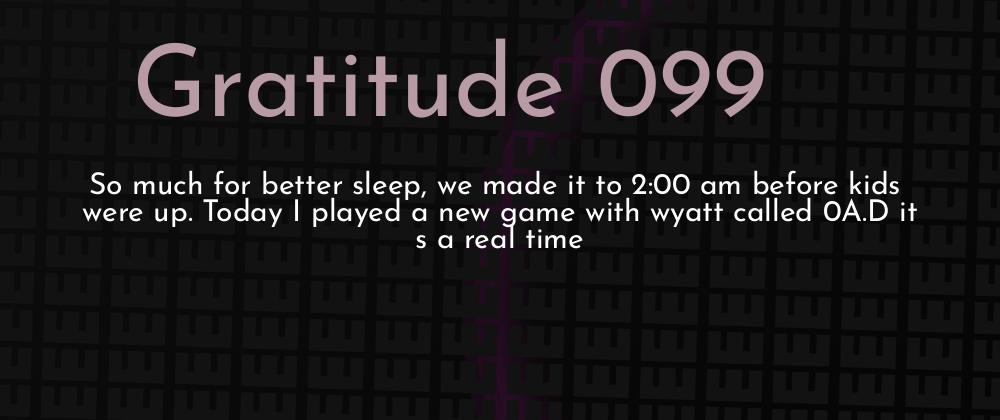 Gratitude 099
So much for better sleep, we made it to 2:00 am before kids
were up. Today I played a new game with wyatt called 0A.D it
s a real time